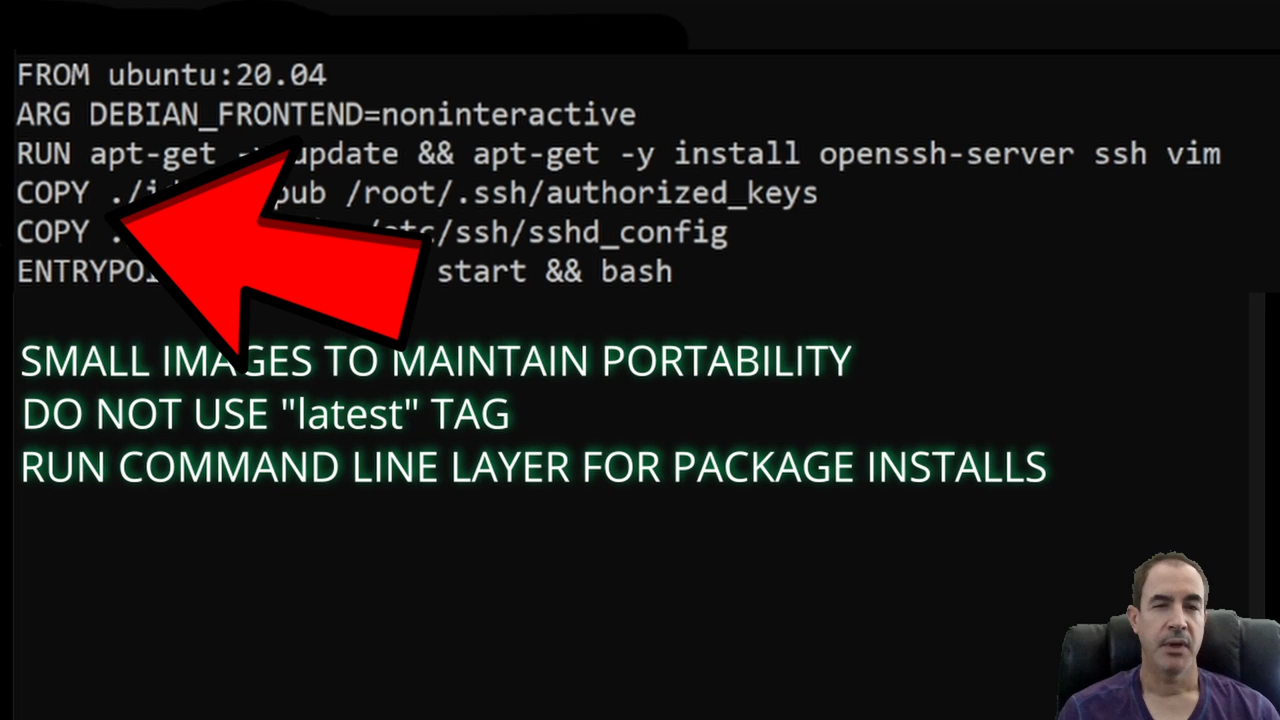 FROM ubuntu:20.04
ARG DEBIAN_FRONTEND=noninteractive
RUN apt-get update && apt-get -y install openssh-server ssh vim
COPY /root/.ssh/authorized_keys
COPY /ssh/sshd_config
start && bash
SMALL IMAGES TO MAINTAIN PORTABILITY
DO NOT USE "latest" TAG
RUN COMMAND LINE LAYER FOR PACKAGE INSTALLS